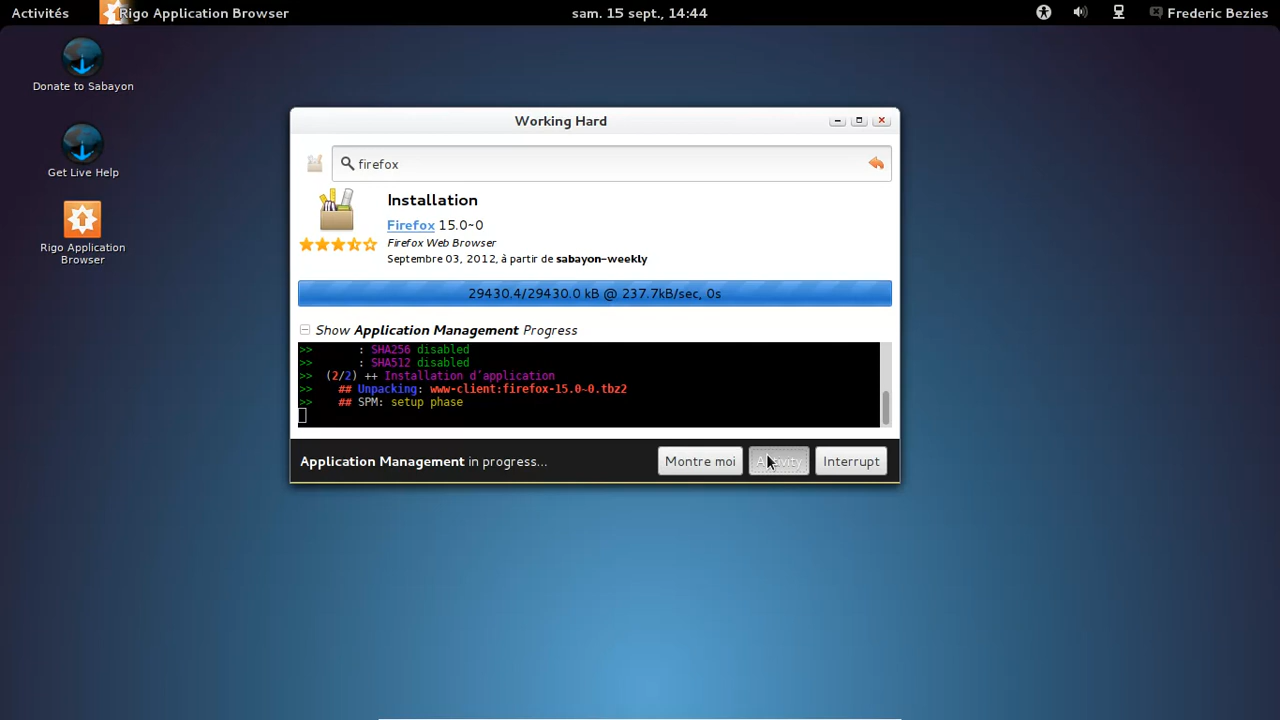 Activités
Rigo Application Browser
sam. 15 sept., 14:44
Frederic Bezies
Donate to Sabayon
Get Live Help
Rigo Application
Browser
Working Hard
firefox
Installation
Firefox 15.0~0
Firefox Web Browser
Septembre 03, 2012, à partir de sabayon-weekly
29430.4/29430.0 kB @ 237.7kB/sec, 0s
Show Application Management Progress
>> : SHA256 disabled
>> : SHA512 disabled
>> (2/2) ++ Installation d'application
>> ## Unpacking: www-client:firefox-15.0~0.tbz2
>> ## SPM: setup phase
Application Management in progress...
Montre moi
Activity
Interrupt